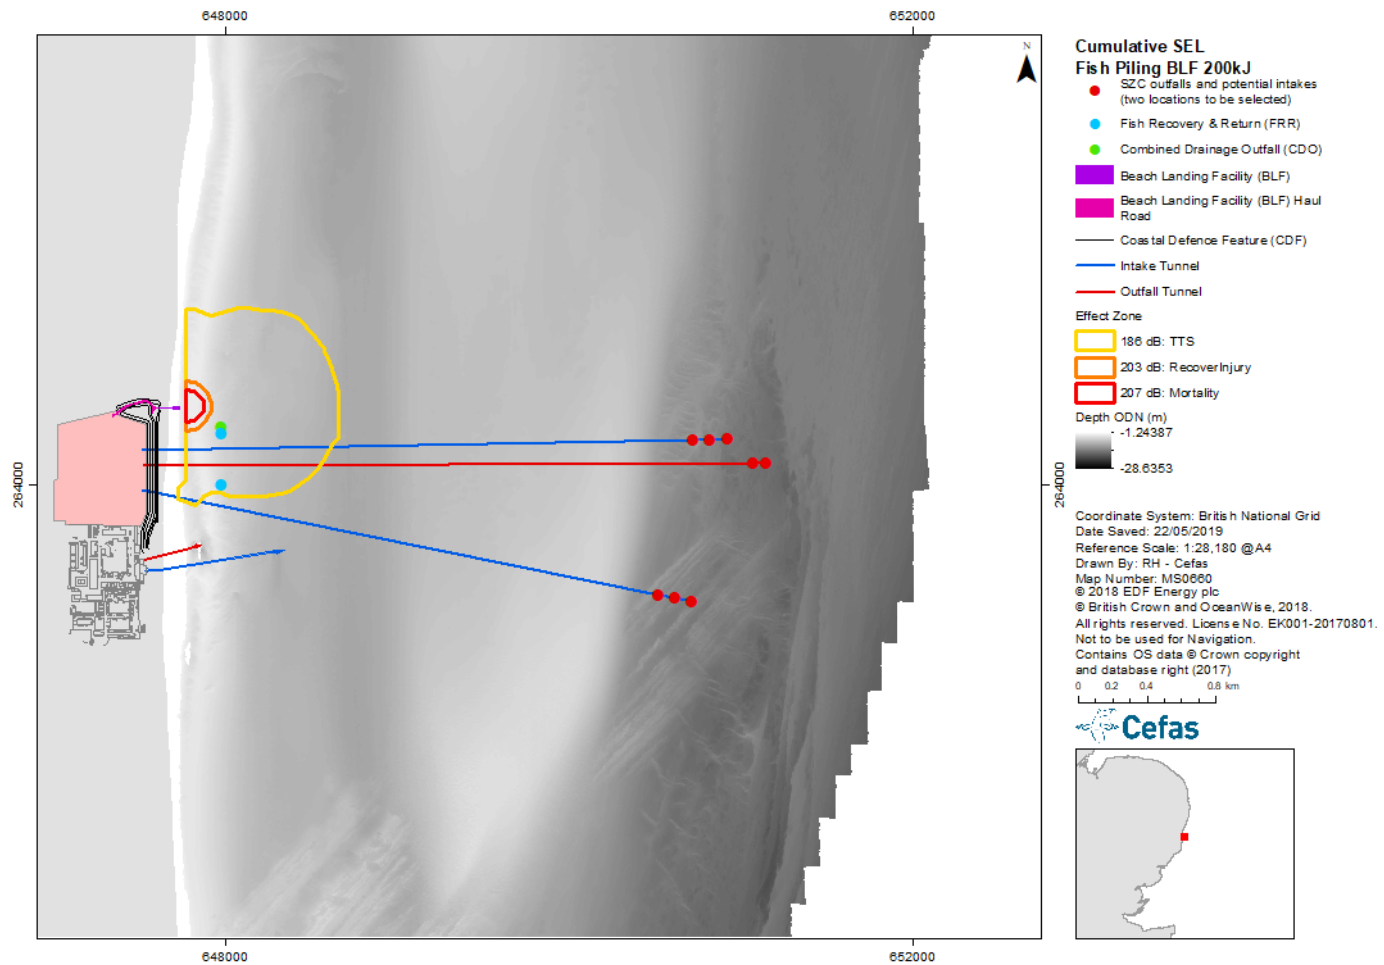 648000
652000
N
264000
264000
648000
652000
Cumulative SEL
Fish Piling BLF 200kJ
SZC outfalls and potential intakes
(two locations to be selected)
Fish Recovery & Return (FRR)
Combined Drainage Outfall (CDO)
Beach Landing Facility (BLF)
Beach Landing Facility (BLF) Haul
Road
Coastal Defence Feature (CDF)
Intake Tunnel
Outfall Tunnel
Effect Zone
186 dB: TTS
203 dB: RecoverInjury
207 dB: Mortality
Depth ODN (m)
-1.24387
-28.6353
Coordinate System: British National Grid
Date Saved: 22/05/2019
Reference Scale: 1:28,180 @A4
Drawn By: RH - Cefas
Map Number: MS0660
© 2018 EDF Energy plc
© British Crown and OceanWise, 2018.
All rights reserved. License No. EK001-20170801.
Not to be used for Navigation.
Contains OS data © Crown copyright
and database right (2017)
0 0.2 0.4 0.8 km
Cefas